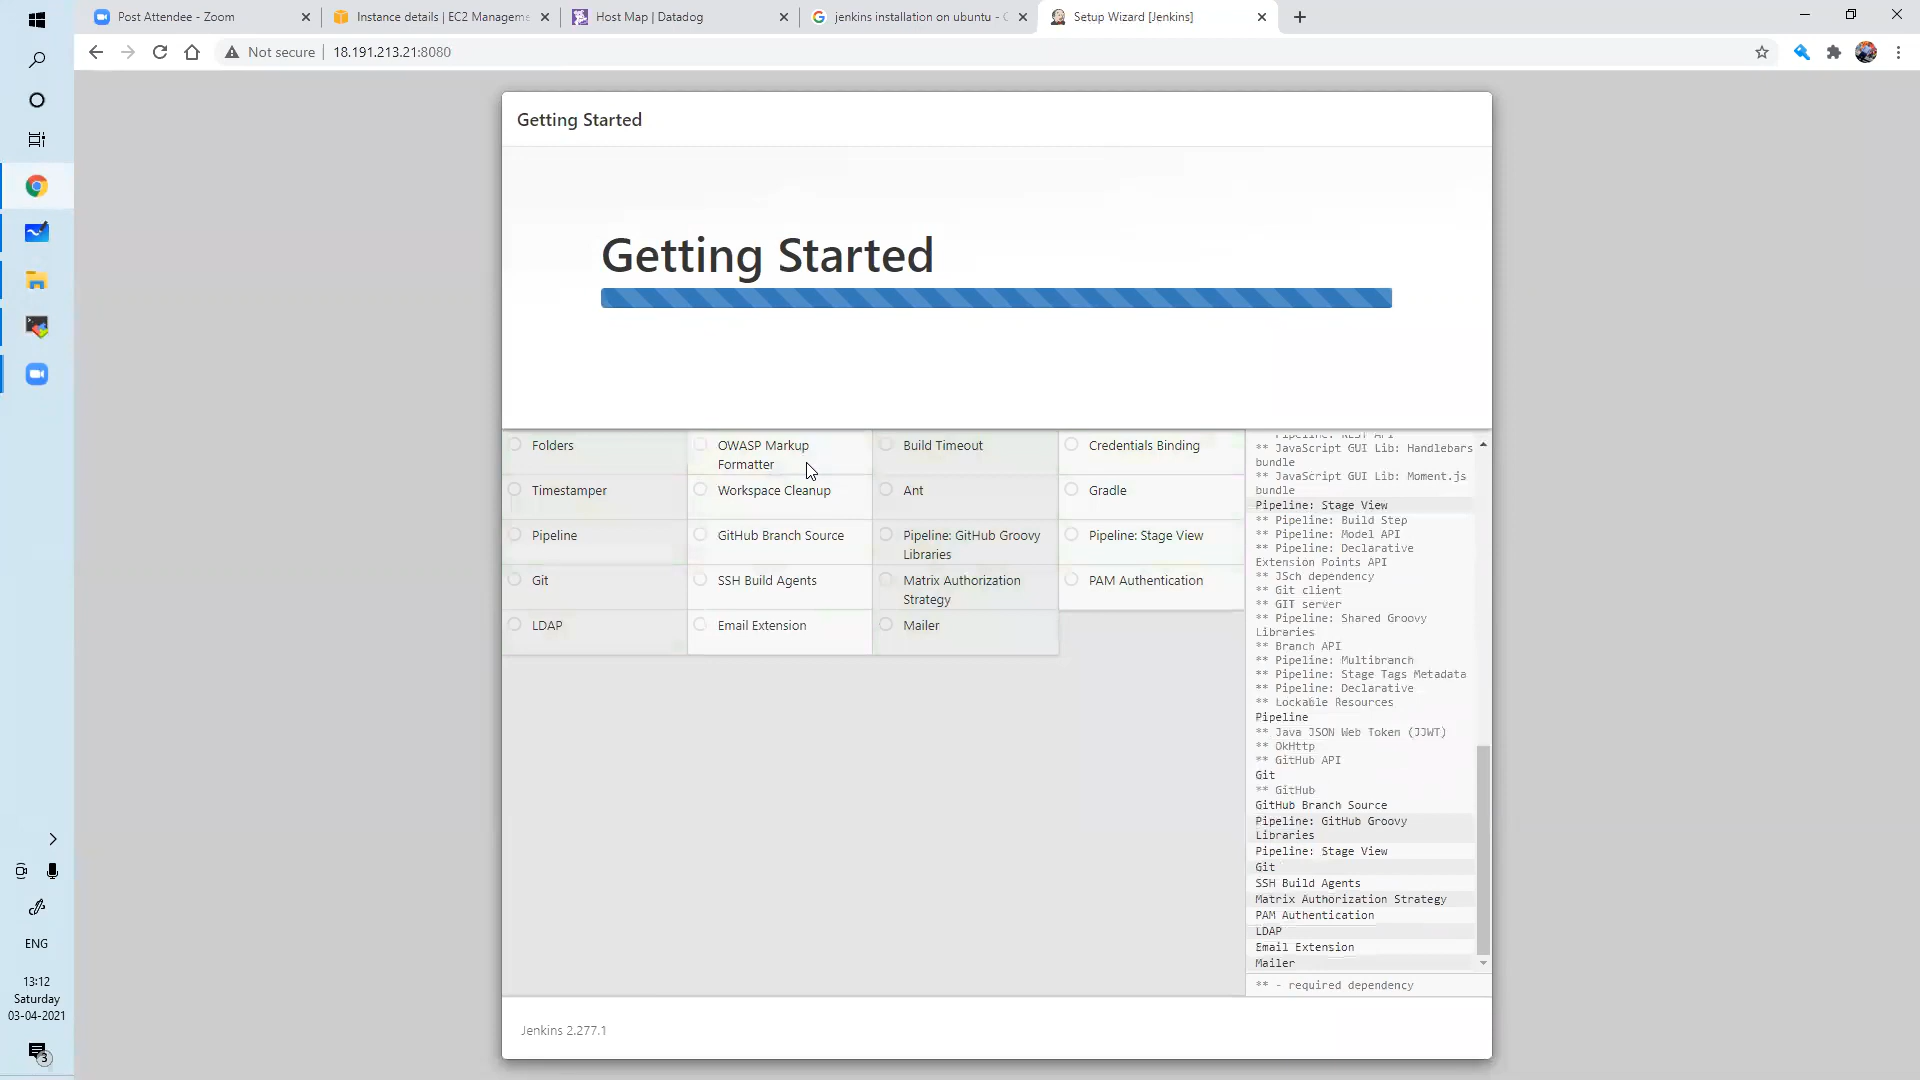 Post Attendee - Zoom
Instance details | EC2 Manageme
Host Map | Datadog
jenkins installation on ubuntu - G
Setup Wizard [Jenkins]
Not secure
18.191.213.21:8080
Getting Started
Getting Started
Folders
OWASP Markup
Formatter
Build Timeout
Credentials Binding
Timestamper
Workspace Cleanup
Ant
Gradle
Pipeline
GitHub Branch Source
Pipeline: GitHub Groovy
Libraries
Pipeline: Stage View
Git
SSH Build Agents
Matrix Authorization
Strategy
PAM Authentication
LDAP
Email Extension
Mailer
** Pipeline: REST API
** JavaScript GUI Lib: Handlebars
bundle
** JavaScript GUI Lib: Moment.js
bundle
Pipeline: Stage View
** Pipeline: Build Step
** Pipeline: Model API
** Pipeline: Declarative
Extension Points API
** JSch dependency
** Git client
** GIT server
** Pipeline: Shared Groovy
Libraries
** Branch API
** Pipeline: Multibranch
** Pipeline: Stage Tags Metadata
** Pipeline: Declarative
** Lockable Resources
Pipeline
** Java JSON Web Token (JJWT)
** OkHttp
** GitHub API
Git
** GitHub
GitHub Branch Source
Pipeline: GitHub Groovy
Libraries
Pipeline: Stage View
Git
SSH Build Agents
Matrix Authorization Strategy
PAM Authentication
LDAP
Email Extension
Mailer
** - required dependency
Jenkins 2.277.1
ENG
13:12
Saturday
03-04-2021
3